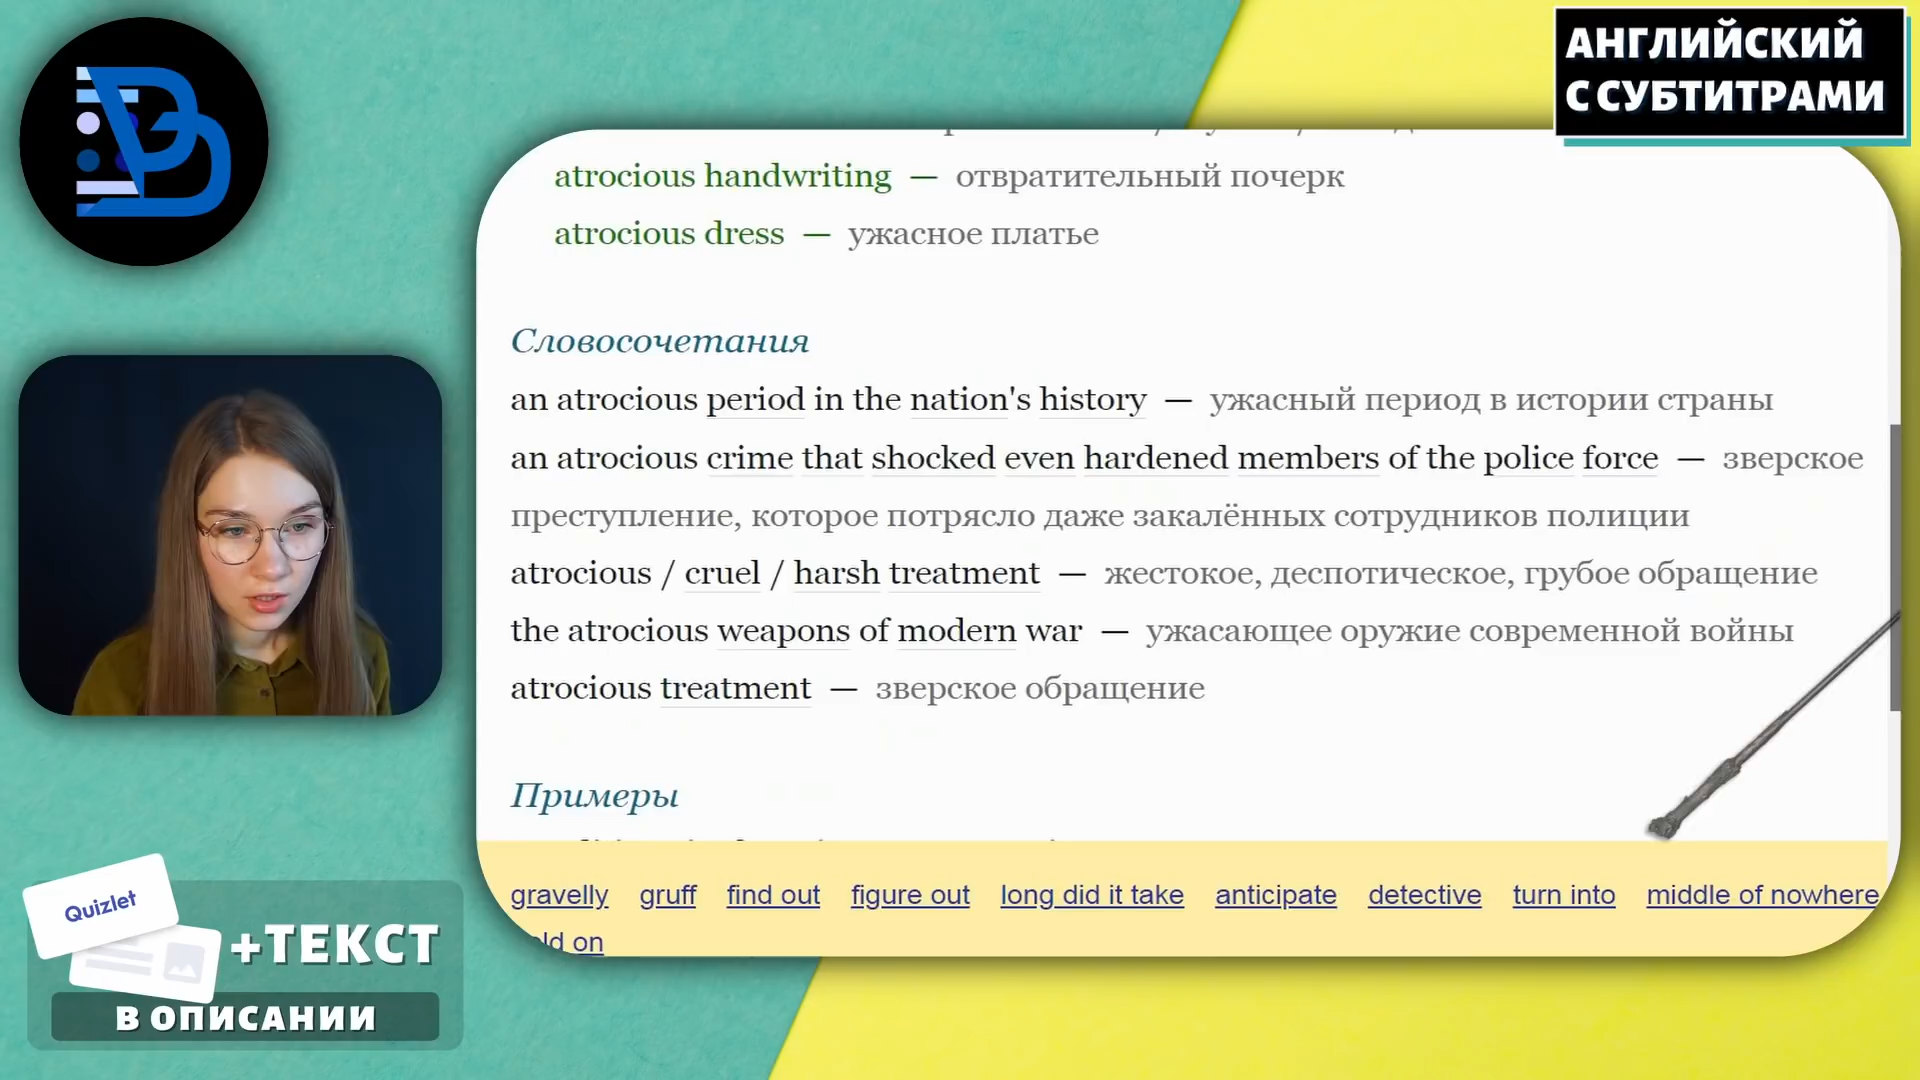 АНГЛИЙСКИЙ
С СУБТИТРАМИ
atrocious handwriting — отвратительный почерк
atrocious dress — ужасное платье
Словосочетания
an atrocious period in the nation's history — ужасный период в истории страны
an atrocious crime that shocked even hardened members of the police force — зверское
преступление, которое потрясло даже закалённых сотрудников полиции
atrocious / cruel / harsh treatment — жестокое, деспотическое, грубое обращение
the atrocious weapons of modern war — ужасающее оружие современной войны
atrocious treatment — зверское обращение
Примеры
gravelly gruff find out figure out long did it take anticipate detective turn into middle of nowhere
on
Quizlet
+ТЕКСТ
В ОПИСАНИИ